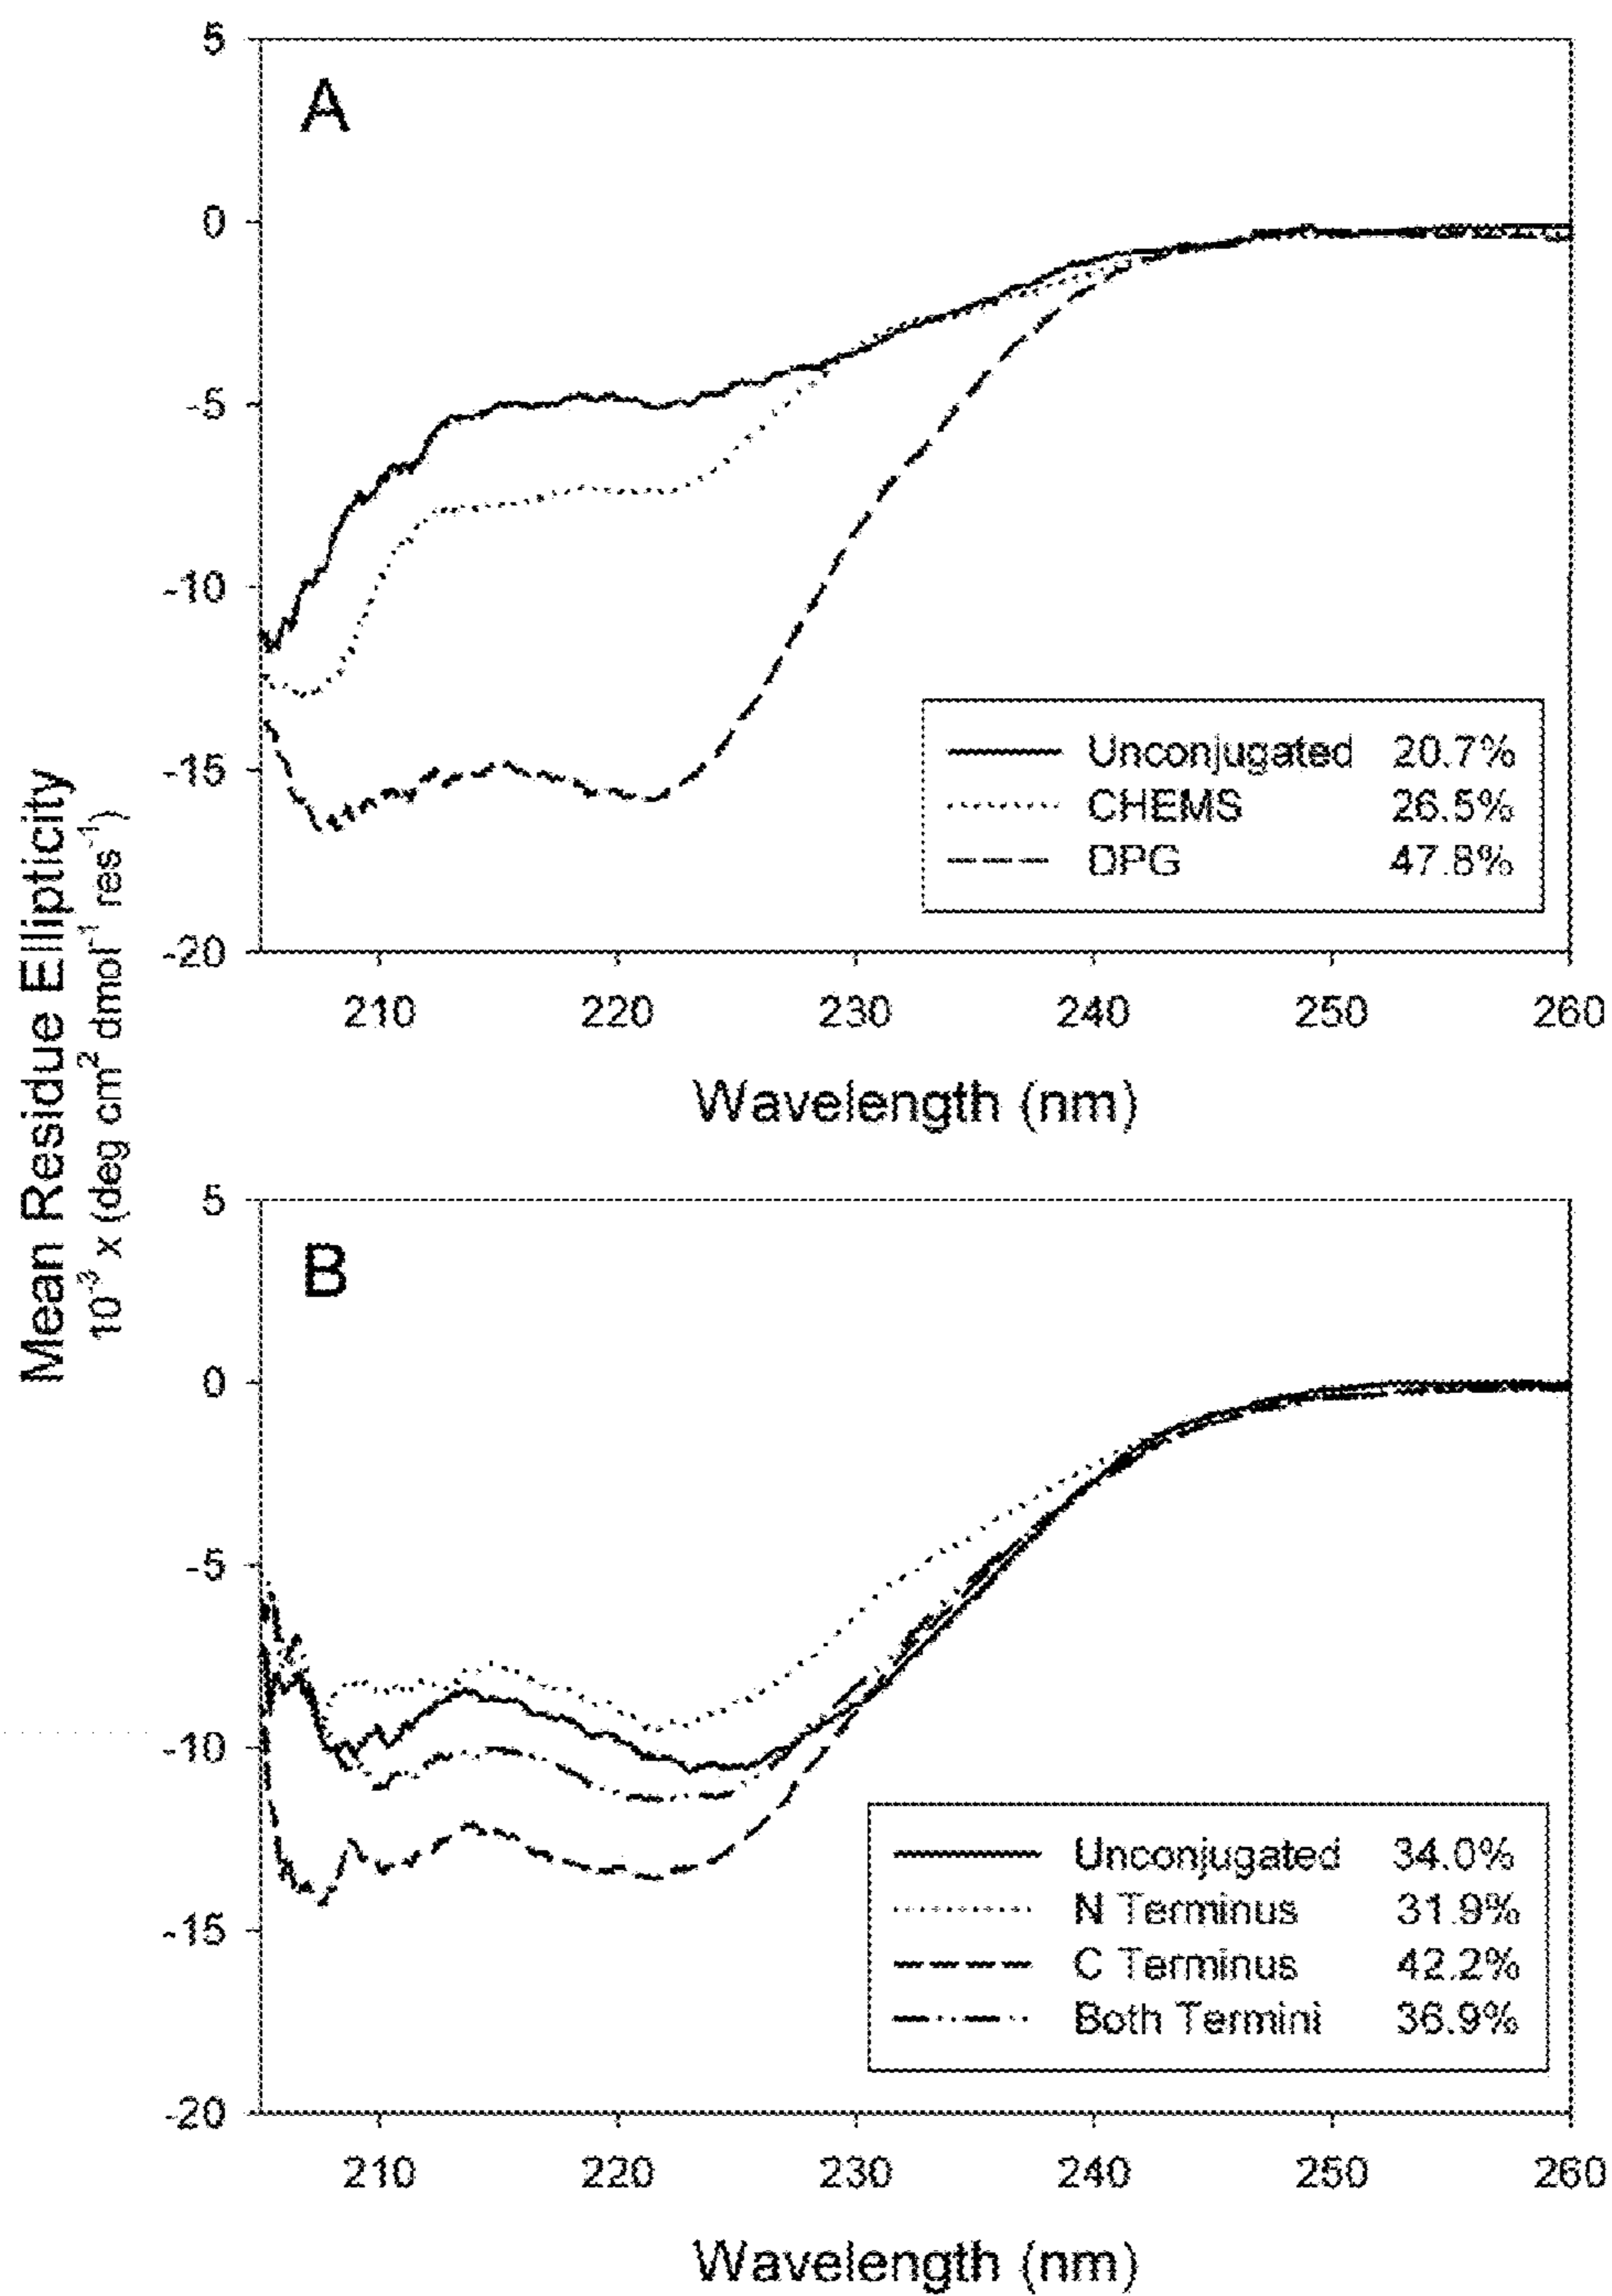 Mean Residue Ellipticity
10⁻³ x (deg cm² dmol⁻¹ res⁻¹)
A
5
0
-5
-10
-15
-20
Unconjugated 20.7%
CHEMS 26.5%
DPG 47.8%
210 220 230 240 250 260
Wavelength (nm)
B
5
0
-5
-10
-15
-20
Unconjugated 34.0%
N Terminus 31.9%
C Terminus 42.2%
Both Termini 36.9%
210 220 230 240 250 260
Wavelength (nm)